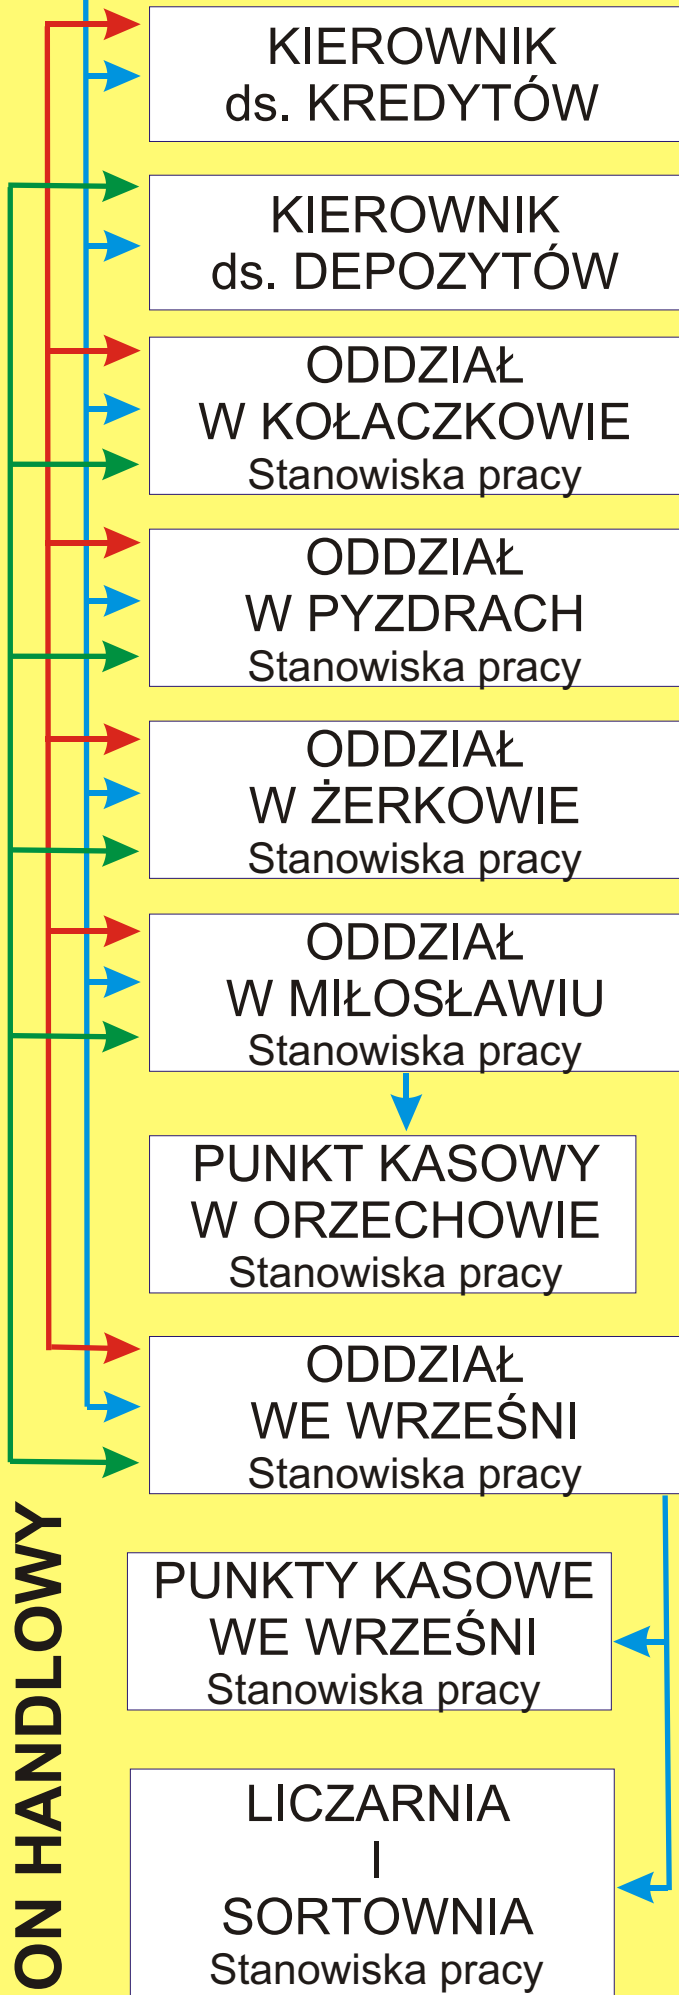 KIEROWNIK
ds. KREDYTÓW
KIEROWNIK
ds. DEPOZYTÓW
ODDZIAŁ
W KOŁACZKOWIE
Stanowiska pracy
ODDZIAŁ
W PYZDRACH
Stanowiska pracy
ODDZIAŁ
W ŻERKOWIE
Stanowiska pracy
ODDZIAŁ
W MIŁOSŁAWIU
Stanowiska pracy
PUNKT KASOWY
W ORZECHOWIE
Stanowiska pracy
ODDZIAŁ
WE WRZEŚNI
Stanowiska pracy
PUNKTY KASOWE
WE WRZEŚNI
Stanowiska pracy
LICZARNIA
I
SORTOWNIA
Stanowiska pracy
ON HANDLOWY